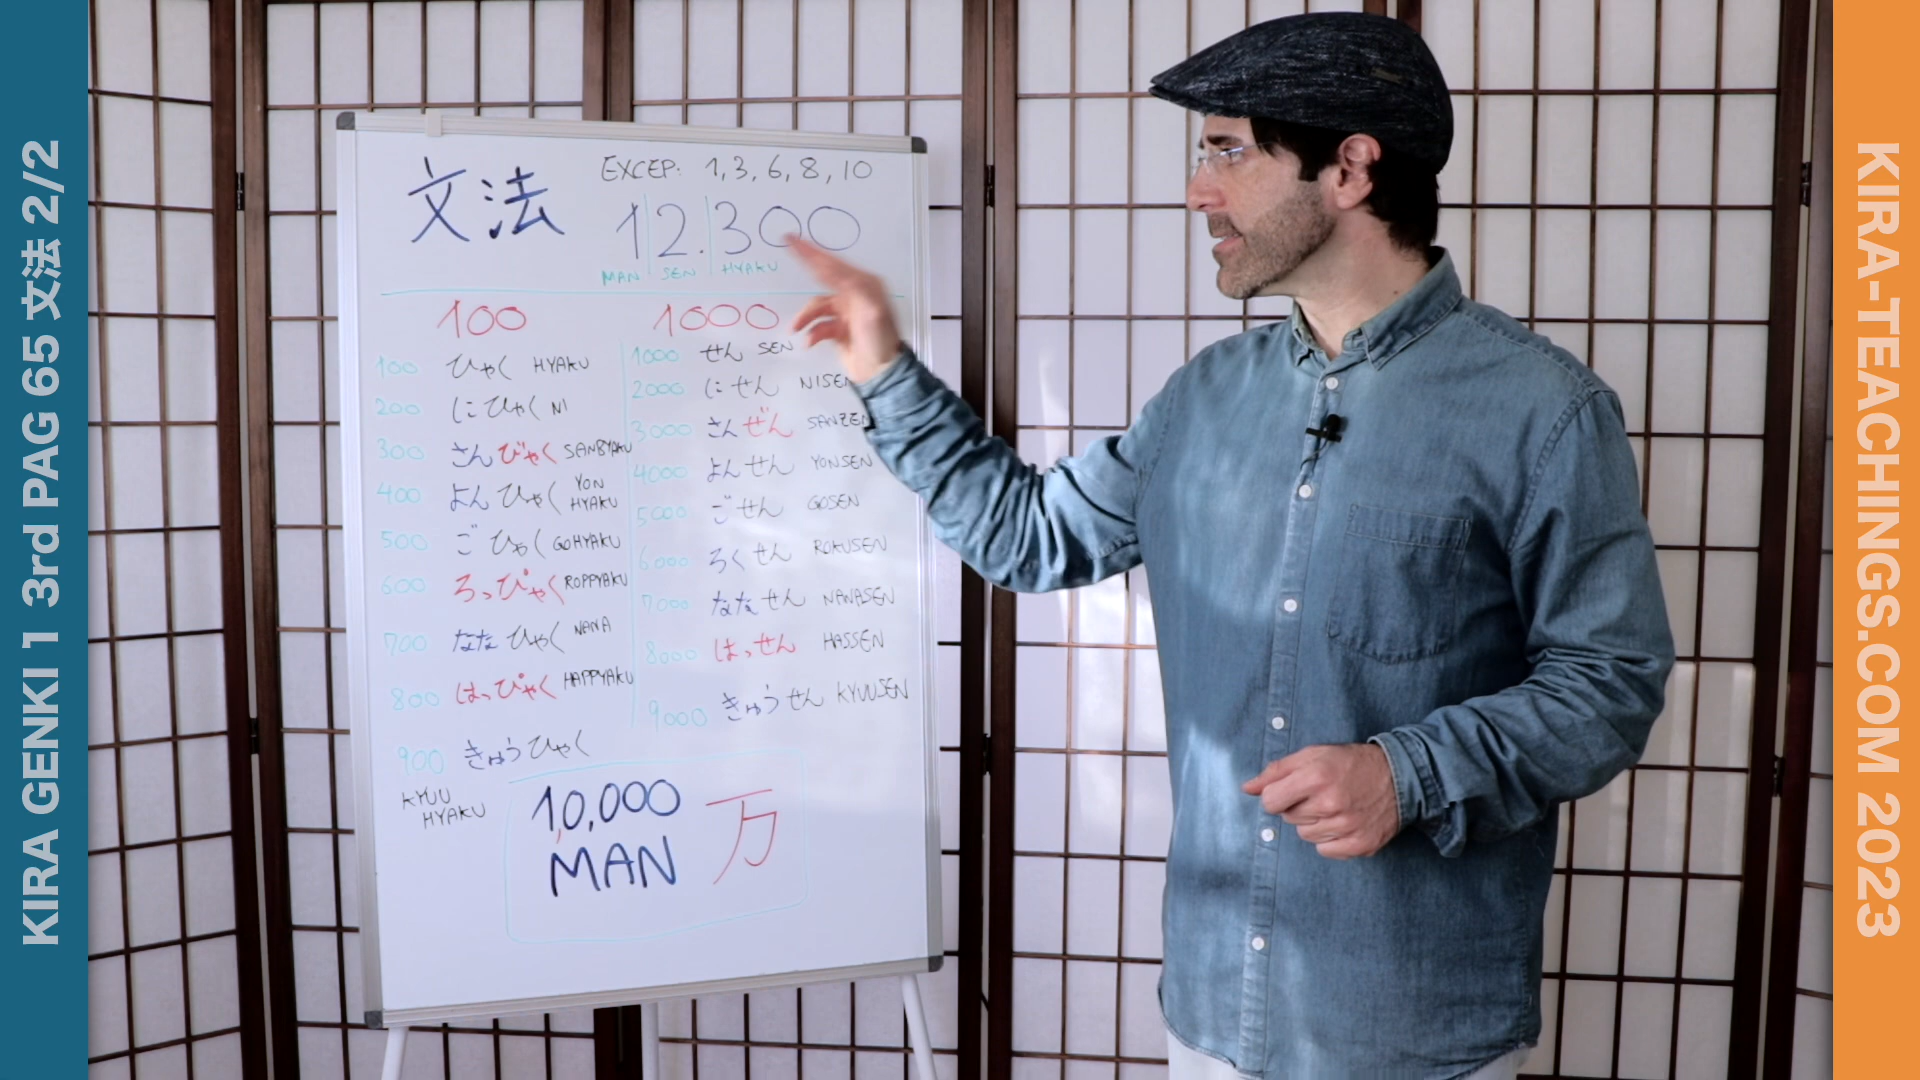 KIRA GENKI 1 3rd PAG 65 文法 2/2
文法
EXCEP: 1, 3, 6, 8, 10
12.300
MAN SEN HYAKU
100
100 ひゃく HYAKU
200 にひゃく NI
300 さんびゃく SANBYAKU
400 よんひゃく YON HYAKU
500 ごひゃく GOHYAKU
600 ろっぴゃく ROPPYAKU
700 ななひゃく NANA
800 はっぴゃく HAPPYAKU
900 きゅうひゃく
KYUU
HYAKU
1000
1000 せん SEN
2000 にせん NISEN
3000 さんぜん SANZEN
4000 よんせん YONSEN
5000 ごせん GOSEN
6000 ろくせん ROKUSEN
7000 ななせん NANASEN
8000 はっせん HASSEN
9000 きゅうせん KYUUSEN
1,0,000
MAN 万
KIRA-TEACHINGS.COM 2023